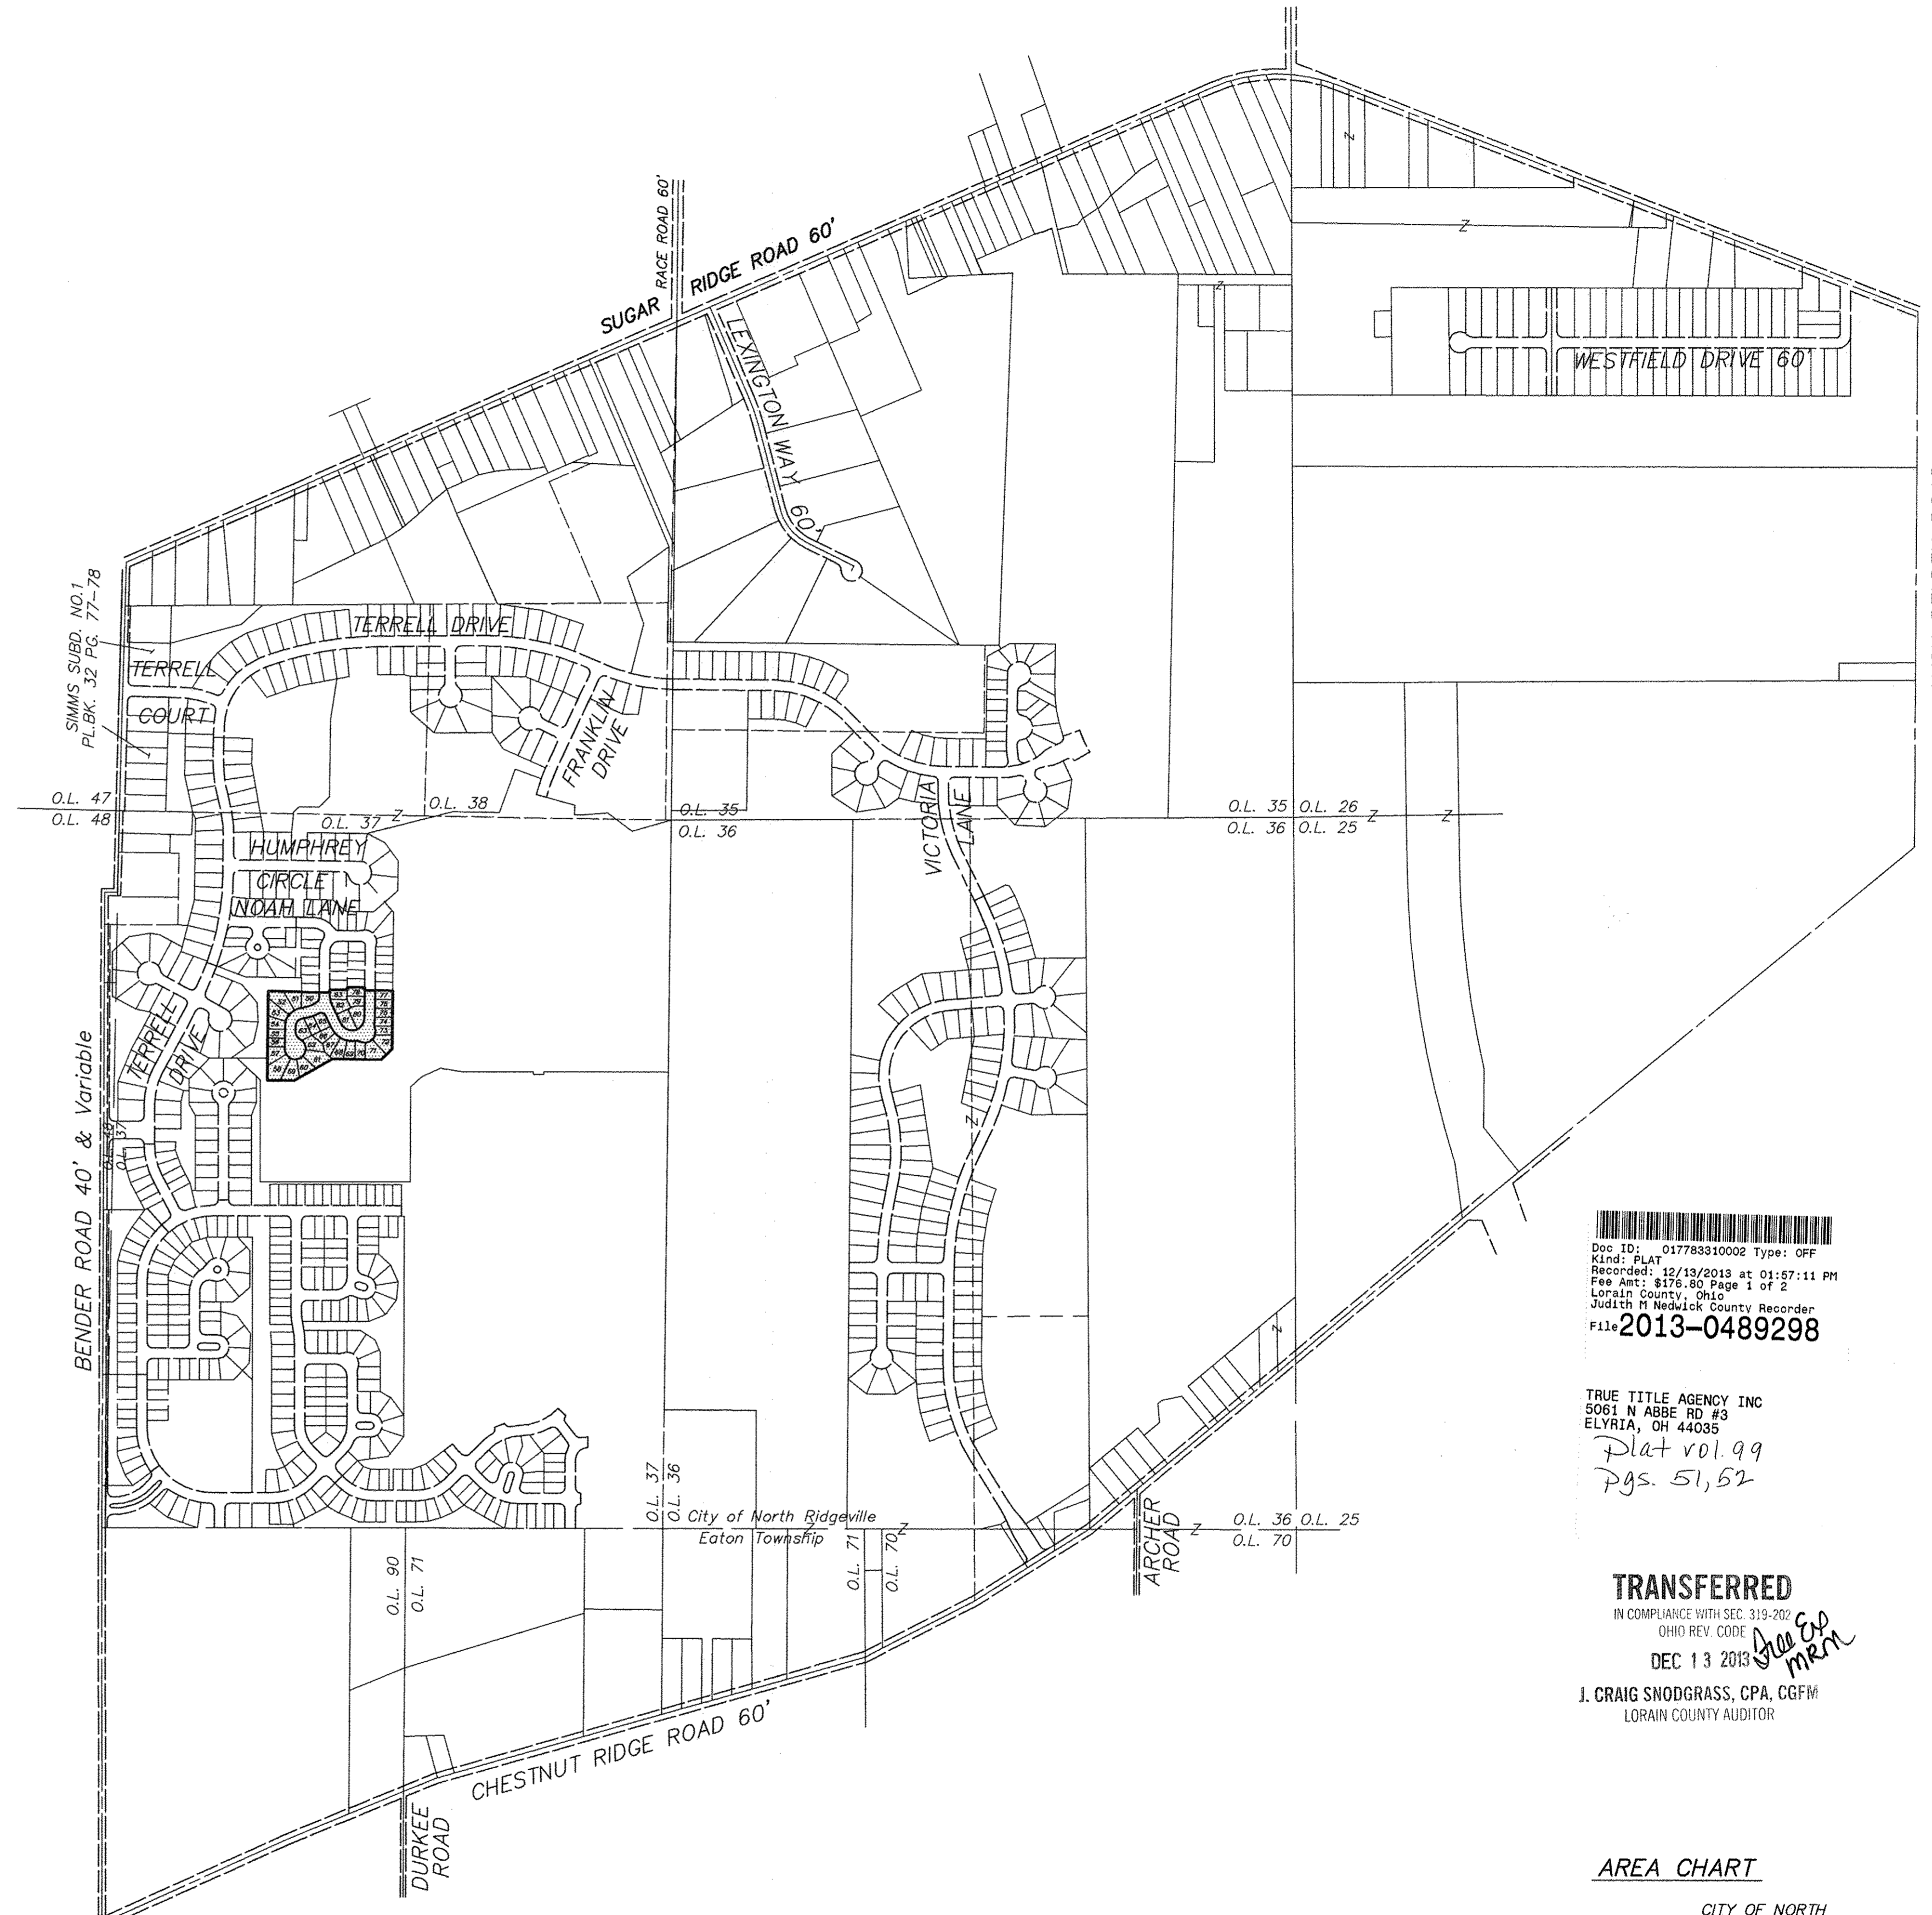 RACE ROAD 60'
SUGAR RIDGE ROAD 60'
LEXINGTON WAY 60'
WESTFIELD DRIVE 60'
SIMMS SUBD. NO.1
PL.BK. 32 PG. 77-78
TERRELL DRIVE
TERRELL
COURT
FRANKLIN
DRIVE
O.L. 47
O.L. 48
O.L. 38
O.L. 37
O.L. 35
O.L. 36
O.L. 35
O.L. 26
O.L. 36
O.L. 25
VICTORIA
LANE
HUMPHREY
CIRCLE
NOAH LANE
TERRELL
DRIVE
BENDER ROAD 40' & Variable
O.L. 48
O.L. 37
Doc ID: 017783310002 Type: OFF
Kind: PLAT
Recorded: 12/13/2013 at 01:57:11 PM
Fee Amt: $176.80 Page 1 of 2
Lorain County, Ohio
Judith M Nedwick County Recorder
File 2013-0489298
TRUE TITLE AGENCY INC
5061 N ABBE RD #3
ELYRIA, OH 44035
Plat vol. 99
pgs. 51, 52
O.L. 37
O.L. 36
City of North Ridgeville
Eaton Township
O.L. 90
O.L. 71
O.L. 71
O.L. 70
ARCHER
ROAD
O.L. 36
O.L. 25
O.L. 70
TRANSFERRED
IN COMPLIANCE WITH SEC. 319-202
OHIO REV. CODE
DEC 13 2013
MRM
J. CRAIG SNODGRASS, CPA, CGFM
LORAIN COUNTY AUDITOR
CHESTNUT RIDGE ROAD 60'
DURKEE
ROAD
AREA CHART
CITY OF NORTH